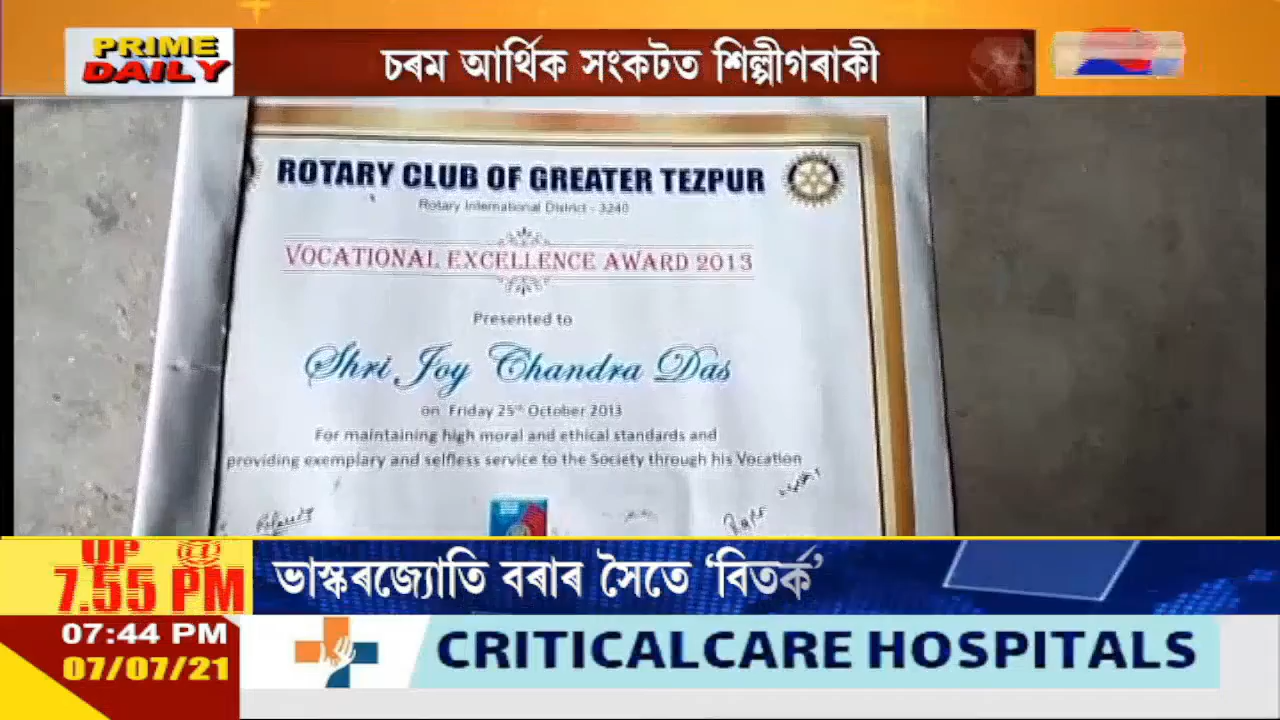 PRIME
DAILY
চৰম আৰ্থিক সংকটত শিল্পীগৰাকী
ROTARY CLUB OF GREATER TEZPUR
Rotary International District - 3240
VOCATIONAL EXCELLENCE AWARD 2013
Presented to
Shri Joy Chandra Das
on Friday 25th October 2013
For maintaining high moral and ethical standards and
providing exemplary and selfless service to the Society through his Vocation
UP @
7.55 PM
ভাস্কৰজ্যোতি বৰাৰ সৈতে ‘বিতৰ্ক’
07:44 PM
07/07/21
CRITICALCARE HOSPITALS